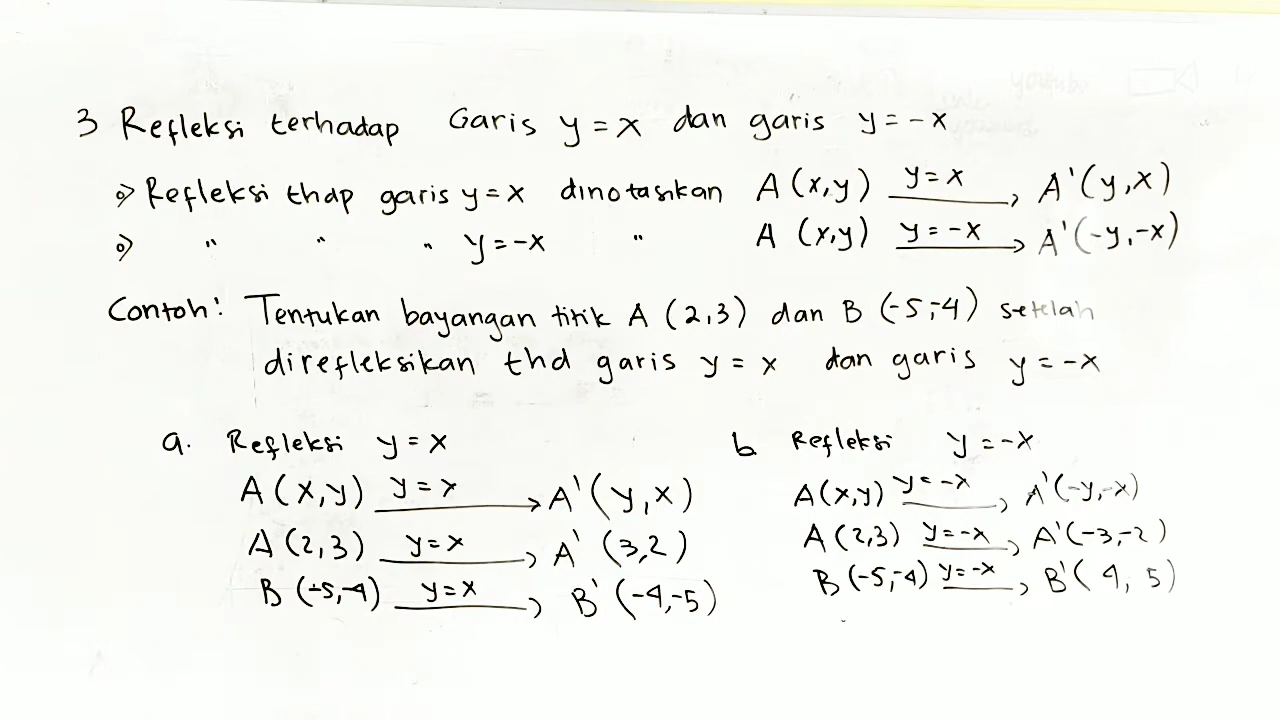 3 Refleksi terhadap Garis y = x dan garis y = -x
Refleksi thdp garis y = x dinotasikan A (x,y) y = x → A'(y,x)
" " " y = -x " A (x,y) y = -x → A'(-y,-x)
Contoh: Tentukan bayangan titik A (2,3) dan B (-5,-4) setelah
direfleksikan thd garis y = x dan garis y = -x
a. Refleksi y = x
A (x,y) y = x → A'(y,x)
A (2,3) y = x → A' (3,2)
B (-5,-4) y = x → B' (-4,-5)
b. Refleksi y = -x
A(x,y) y = -x → A'(-y,-x)
A (2,3) y = -x → A'(-3,-2)
B (-5,-4) y = -x → B'( 4, 5)